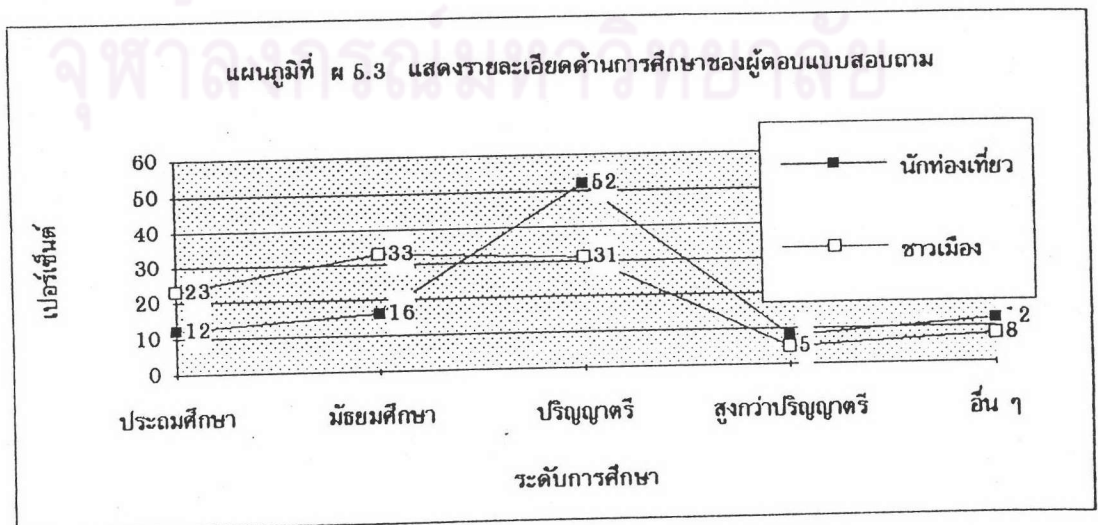 จุฬาลงกรณ์มหาวิทยาลัย
แผนภูมิที่ ผ 5.3 แสดงรายละเอียดด้านการศึกษาของผู้ตอบแบบสอบถาม
นักท่องเที่ยว
ชาวเมือง
เปอร์เซ็นต์
60
50
40
30
20
10
0
23
12
33
16
52
31
5
8
ประถมศึกษา มัธยมศึกษา ปริญญาตรี สูงกว่าปริญญาตรี อื่น ๆ
ระดับการศึกษา